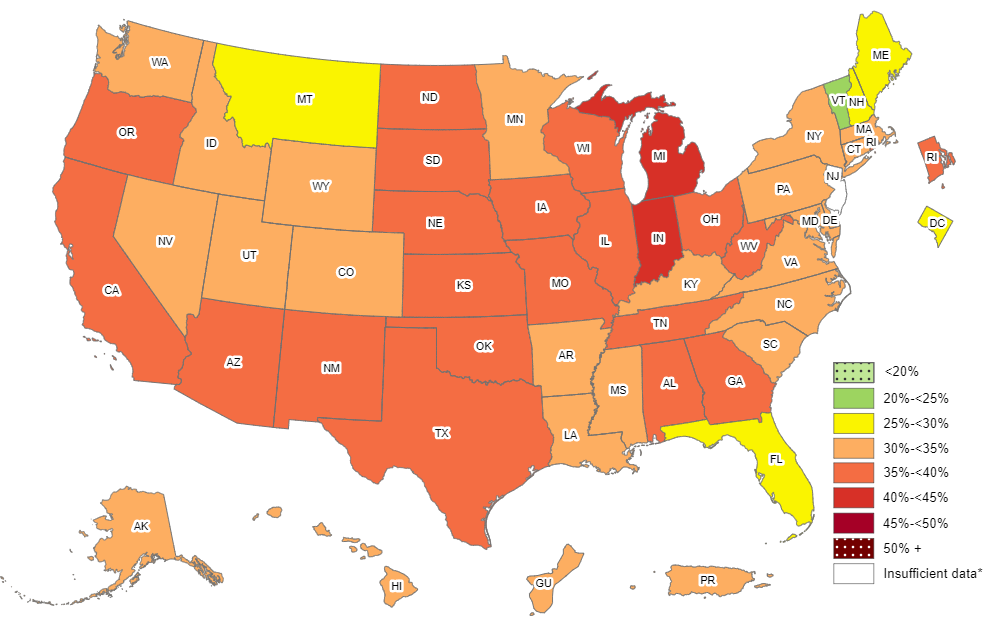 ME
WA
MT
ND
VT
NH
MN
OR
MA
ID
WI
NY
RI
CT
MI
RI
SD
WY
NJ
PA
IA
OH
NE
MD
DE
DC
NV
IN
IL
WV
UT
VA
CO
MO
KS
KY
CA
NC
TN
SC
OK
AR
AZ
NM
<20%
GA
AL
MS
20%-<25%
25%-<30%
TX
LA
30%-<35%
FL
35%-<40%
40%-<45%
AK
45%-<50%
50% +
Insufficient data*
PR
GU
HI